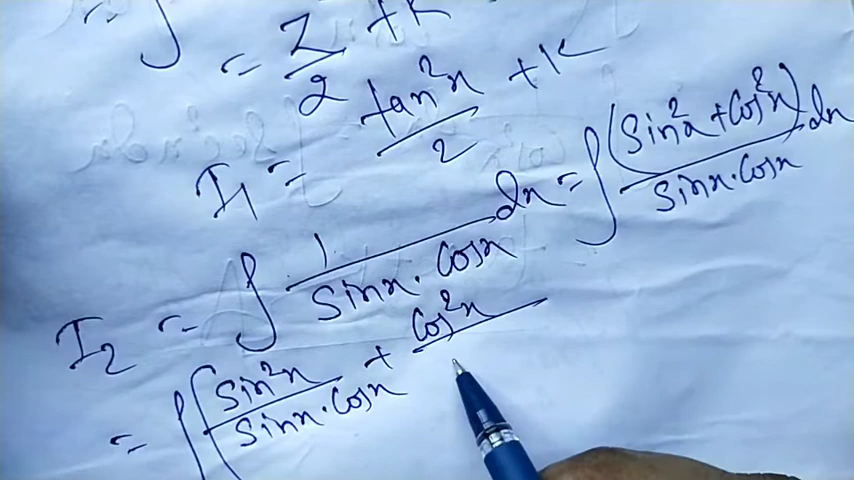 = ∫
= z/2 + k
I₁ = tan²x/2 + k
I₂ = ∫ 1/(sinx·cosx) dx = ∫ (sin²x + cos²x)/(sinx·cosx) dx
= ∫ ( sin²x/(sinx·cosx) + cos²x/